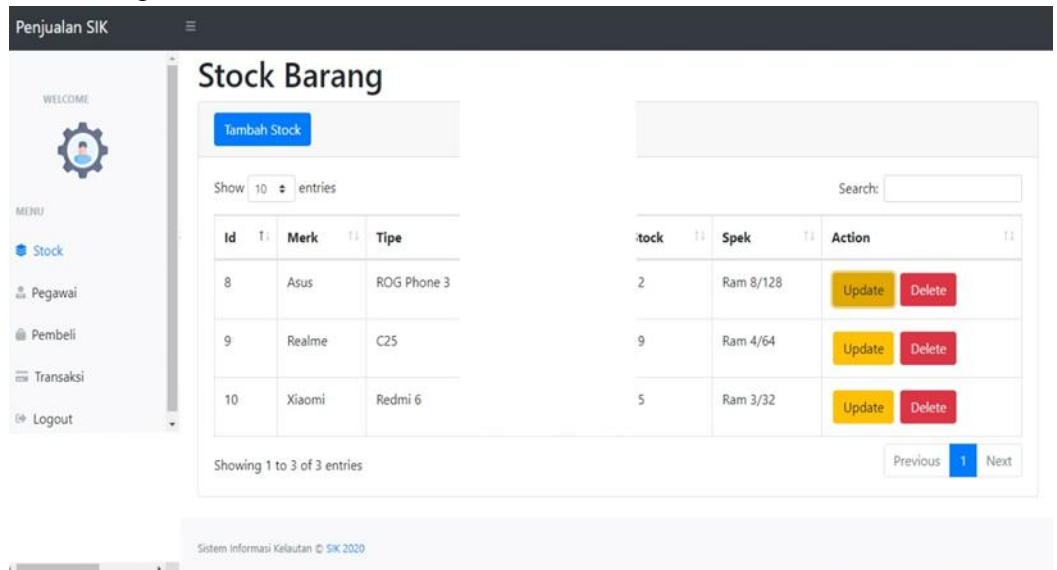 Penjualan SIK
WELCOME
MENU
Stock
Pegawai
Pembeli
Transaksi
Logout
Stock Barang
Tambah Stock
Show 10 entries
Search:
Id Merk Tipe tock Spek Action
8 Asus ROG Phone 3 2 Ram 8/128 Update Delete
9 Realme C25 9 Ram 4/64 Update Delete
10 Xiaomi Redmi 6 5 Ram 3/32 Update Delete
Showing 1 to 3 of 3 entries
Previous 1 Next
Sistem Informasi Kelautan © SIK 2020